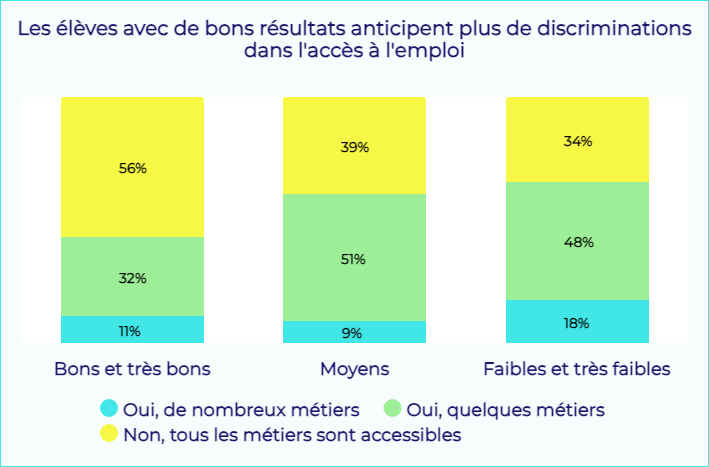 Les élèves avec de bons résultats anticipent plus de discriminations
dans l'accès à l'emploi
56%
39%
34%
32%
51%
48%
11%
9%
18%
Bons et très bons
Moyens
Faibles et très faibles
Oui, de nombreux métiers
Oui, quelques métiers
Non, tous les métiers sont accessibles